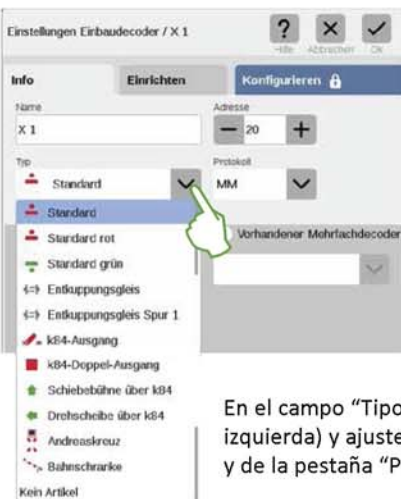 Einstellungen Einbaudecoder / X 1
?
Hilfe Abbrechen Ok
Info Einrichten Konfigurieren
Name Adresse
X 1 20
Typ Protokoll
Standard MM
Standard
Standard rot
Vorhandener Mehrfachdecoder
Standard grün
Entkuppungsgleis
Entkuppungsgleis Spur 1
k84-Ausgang
k84-Doppel-Ausgang
Schiebebühne über k84
Drehscheibe über k84
Andreaskreuz
Bahnschranke
Kein Artikel
En el campo “Tipo
izquierda) y ajuste
y de la pestaña “P